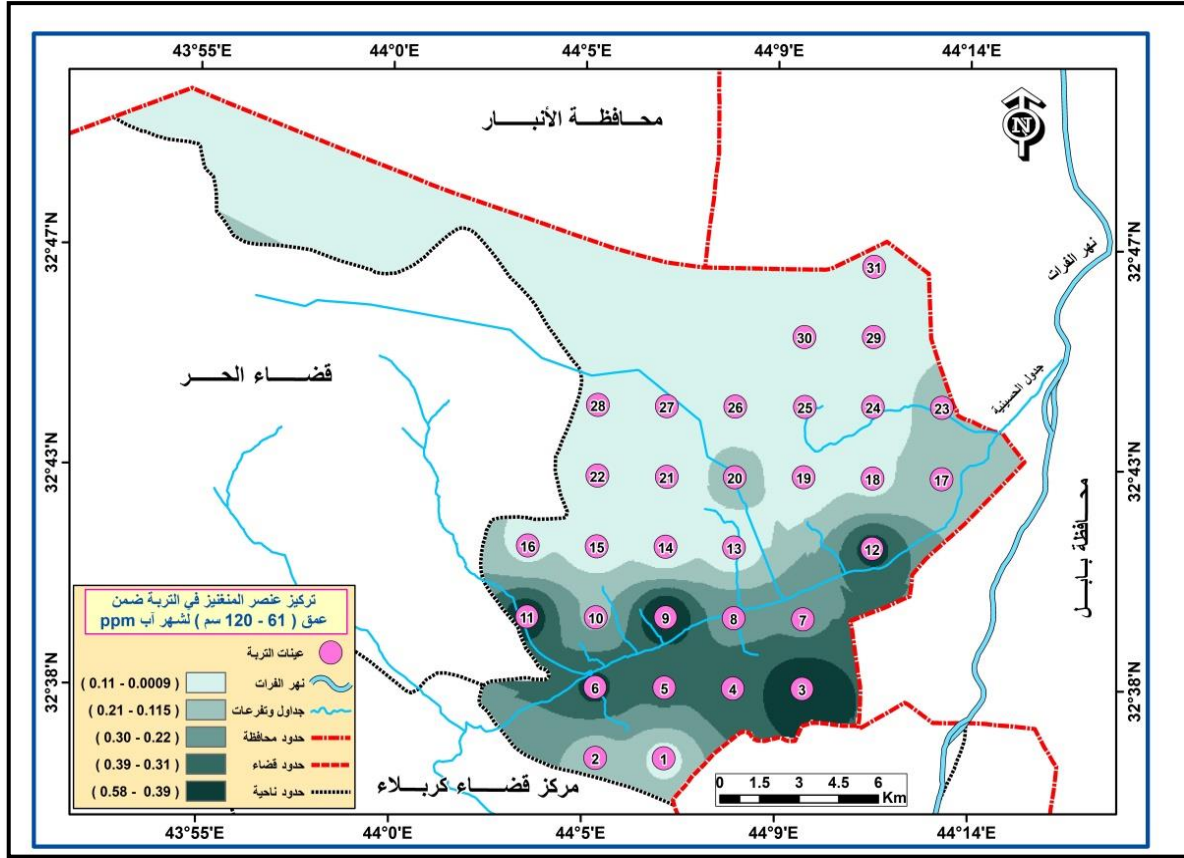 43°55'E 44°0'E 44°5'E 44°9'E 44°14'E
محافظة الأنبار
N
32°47'N 32°47'N
31
نهر الفرات
30 29
قضاء الحر
جدول الحسينية
28 27 26 25 24 23
32°43'N 32°43'N
22 21 20 19 18 17
محافظة بابل
16 15 14 13 12
11 10 9 8 7
32°38'N 32°38'N
6 5 4 3
2 1
مركز قضاء كربلاء
0 1.5 3 4.5 6
Km
تركيز عنصر المنغنيز في التربة ضمن
عمق ( 61 - 120 سم ) لشهر آب ppm
عينات التربة
نهر الفرات
( 0.11 - 0.0009 )
جداول وتفرعات
( 0.21 - 0.115 )
حدود محافظة
( 0.30 - 0.22 )
حدود قضاء
( 0.39 - 0.31 )
حدود ناحية
( 0.58 - 0.39 )
43°55'E 44°0'E 44°5'E 44°9'E 44°14'E